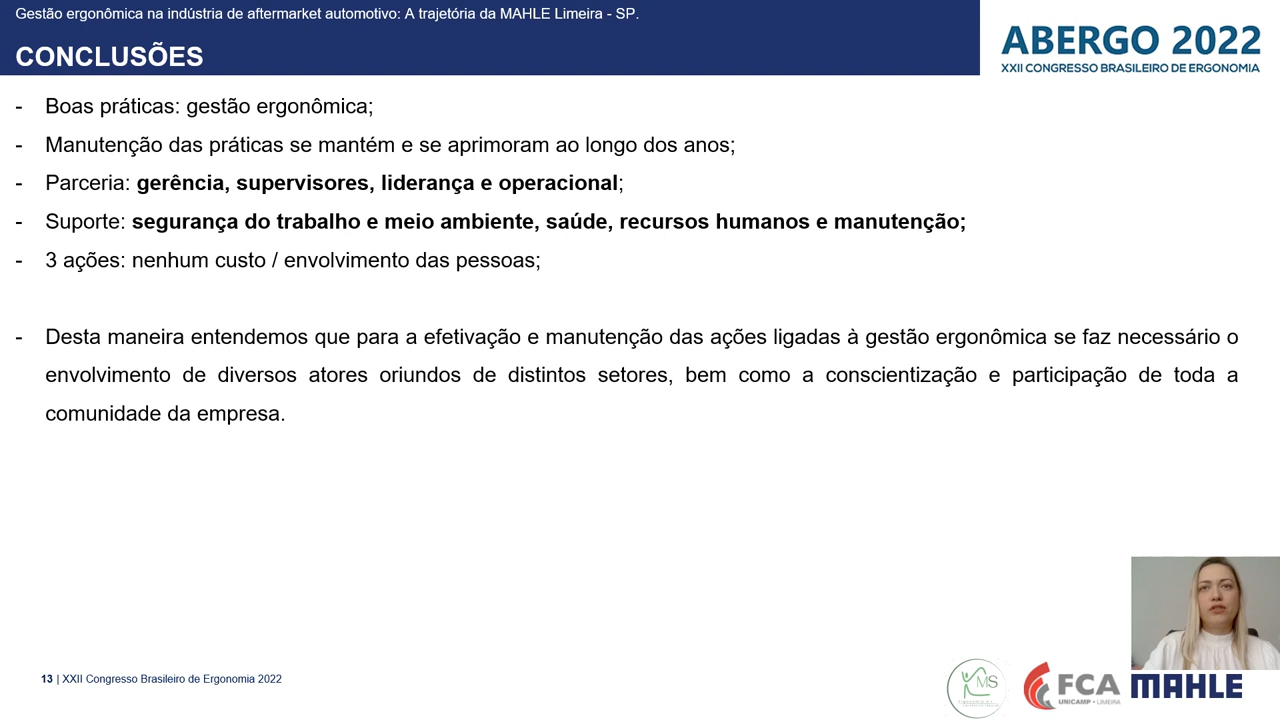 Gestão ergonômica na indústria de aftermarket automotivo: A trajetória da MAHLE Limeira - SP.
CONCLUSÕES
ABERGO 2022
XXII CONGRESSO BRASILEIRO DE ERGONOMIA
- Boas práticas: gestão ergonômica;
- Manutenção das práticas se mantém e se aprimoram ao longo dos anos;
- Parceria: gerência, supervisores, liderança e operacional;
- Suporte: segurança do trabalho e meio ambiente, saúde, recursos humanos e manutenção;
- 3 ações: nenhum custo / envolvimento das pessoas;
- Desta maneira entendemos que para a efetivação e manutenção das ações ligadas à gestão ergonômica se faz necessário o
envolvimento de diversos atores oriundos de distintos setores, bem como a conscientização e participação de toda a
comunidade da empresa.
13 | XXII Congresso Brasileiro de Ergonomia 2022
MS
FCA
UNICAMP • LIMEIRA
MAHLE